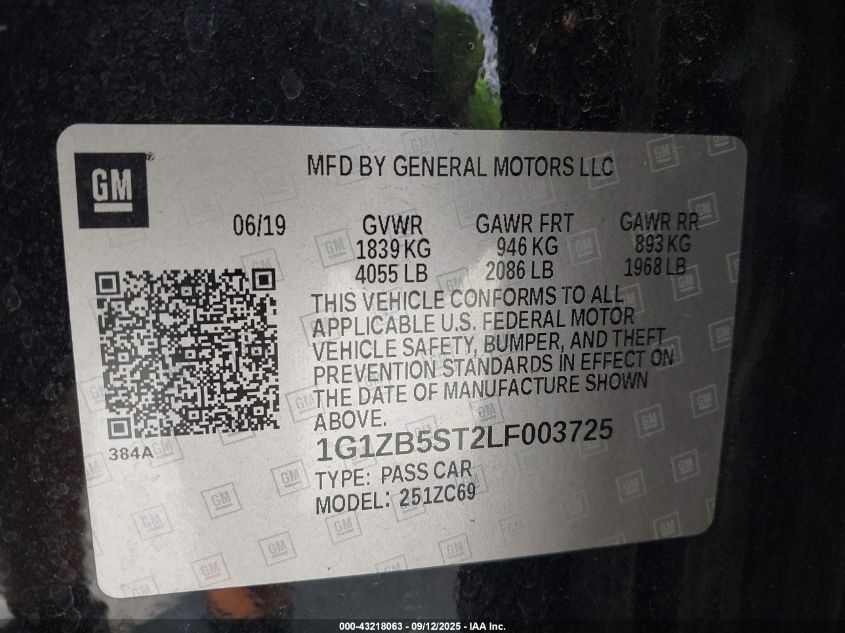 GM
MFD BY GENERAL MOTORS LLC
06/19 GVWR GAWR FRT GAWR RR
1839 KG 946 KG 893 KG
4055 LB 2086 LB 1968 LB
THIS VEHICLE CONFORMS TO ALL
APPLICABLE U.S. FEDERAL MOTOR
VEHICLE SAFETY, BUMPER, AND THEFT
PREVENTION STANDARDS IN EFFECT ON
THE DATE OF MANUFACTURE SHOWN
ABOVE.
384A
1G1ZB5ST2LF003725
TYPE: PASS CAR
MODEL: 251ZC69
000-43218063 - 09/12/2025 - IAA Inc.